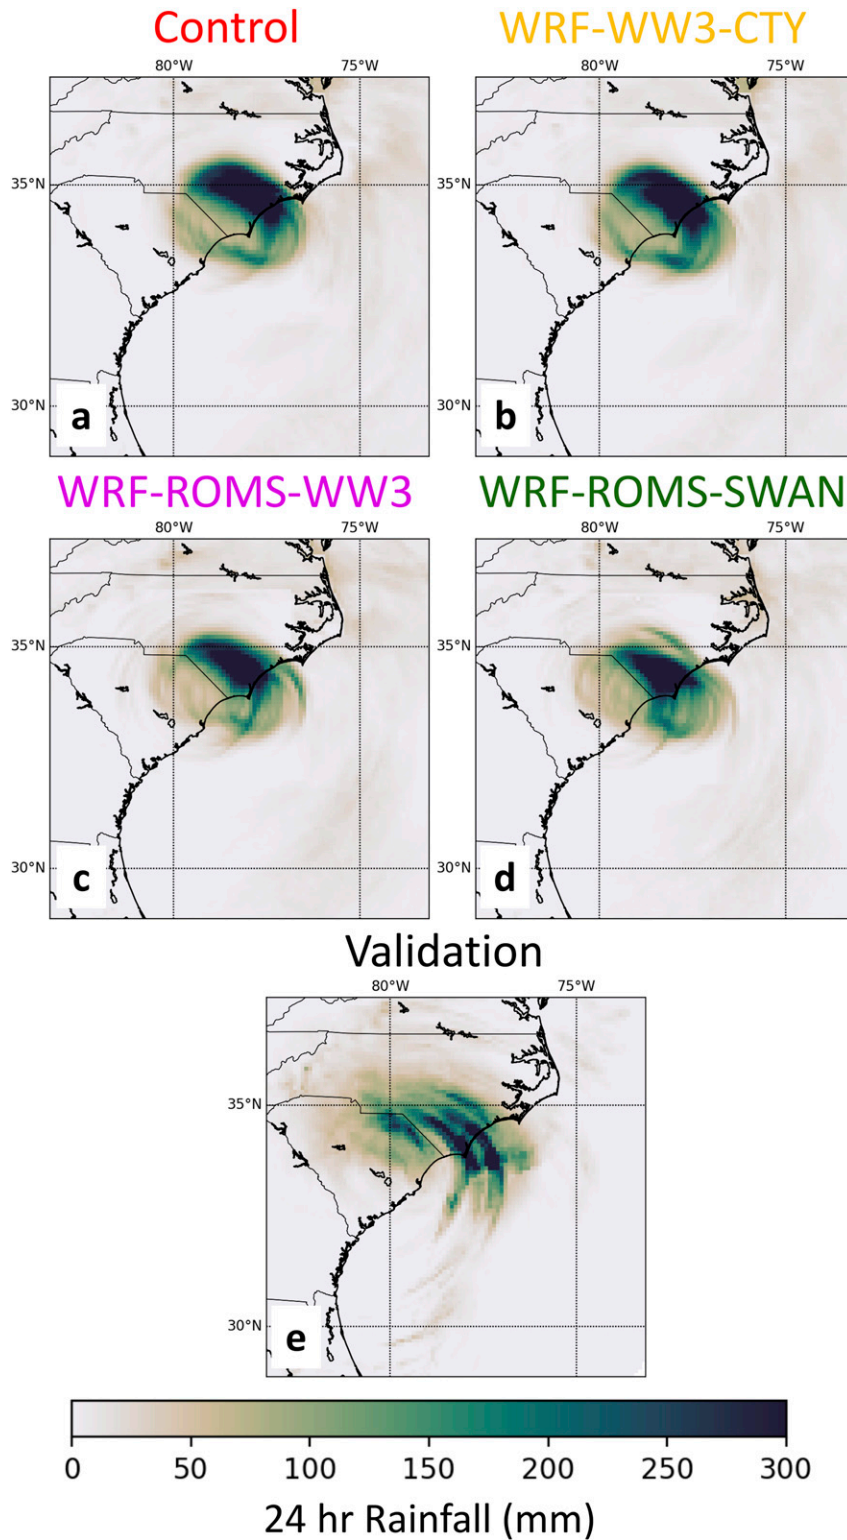 Control WRF-WW3-CTY
80°W 75°W 80°W 75°W
35°N 35°N
30°N 30°N
a b
WRF-ROMS-WW3 WRF-ROMS-SWAN
80°W 75°W 80°W 75°W
35°N 35°N
30°N 30°N
c d
Validation
80°W 75°W
35°N
30°N
e
0 50 100 150 200 250 300
24 hr Rainfall (mm)